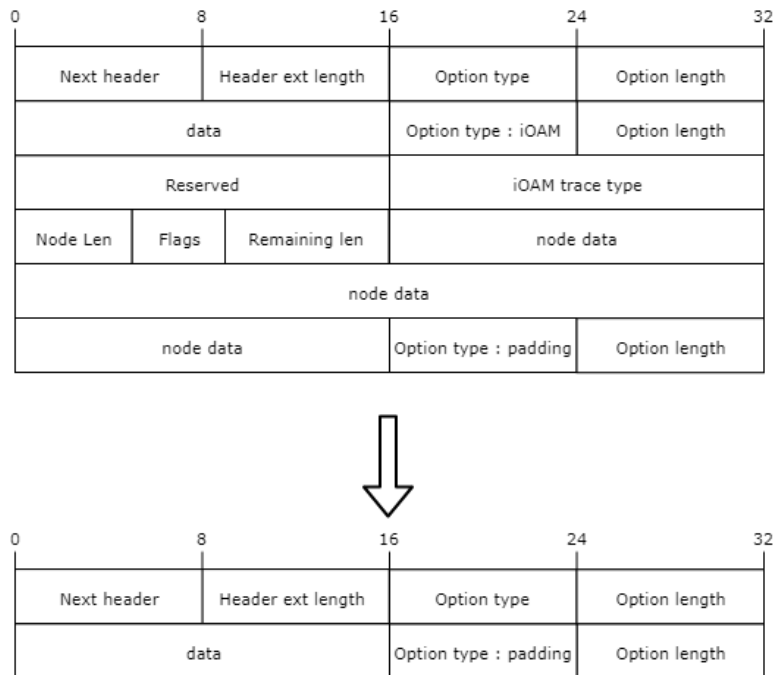 0 8 16 24 32
Next header Header ext length Option type Option length
data Option type : iOAM Option length
Reserved iOAM trace type
Node Len Flags Remaining len node data
node data
node data Option type : padding Option length
0 8 16 24 32
Next header Header ext length Option type Option length
data Option type : padding Option length